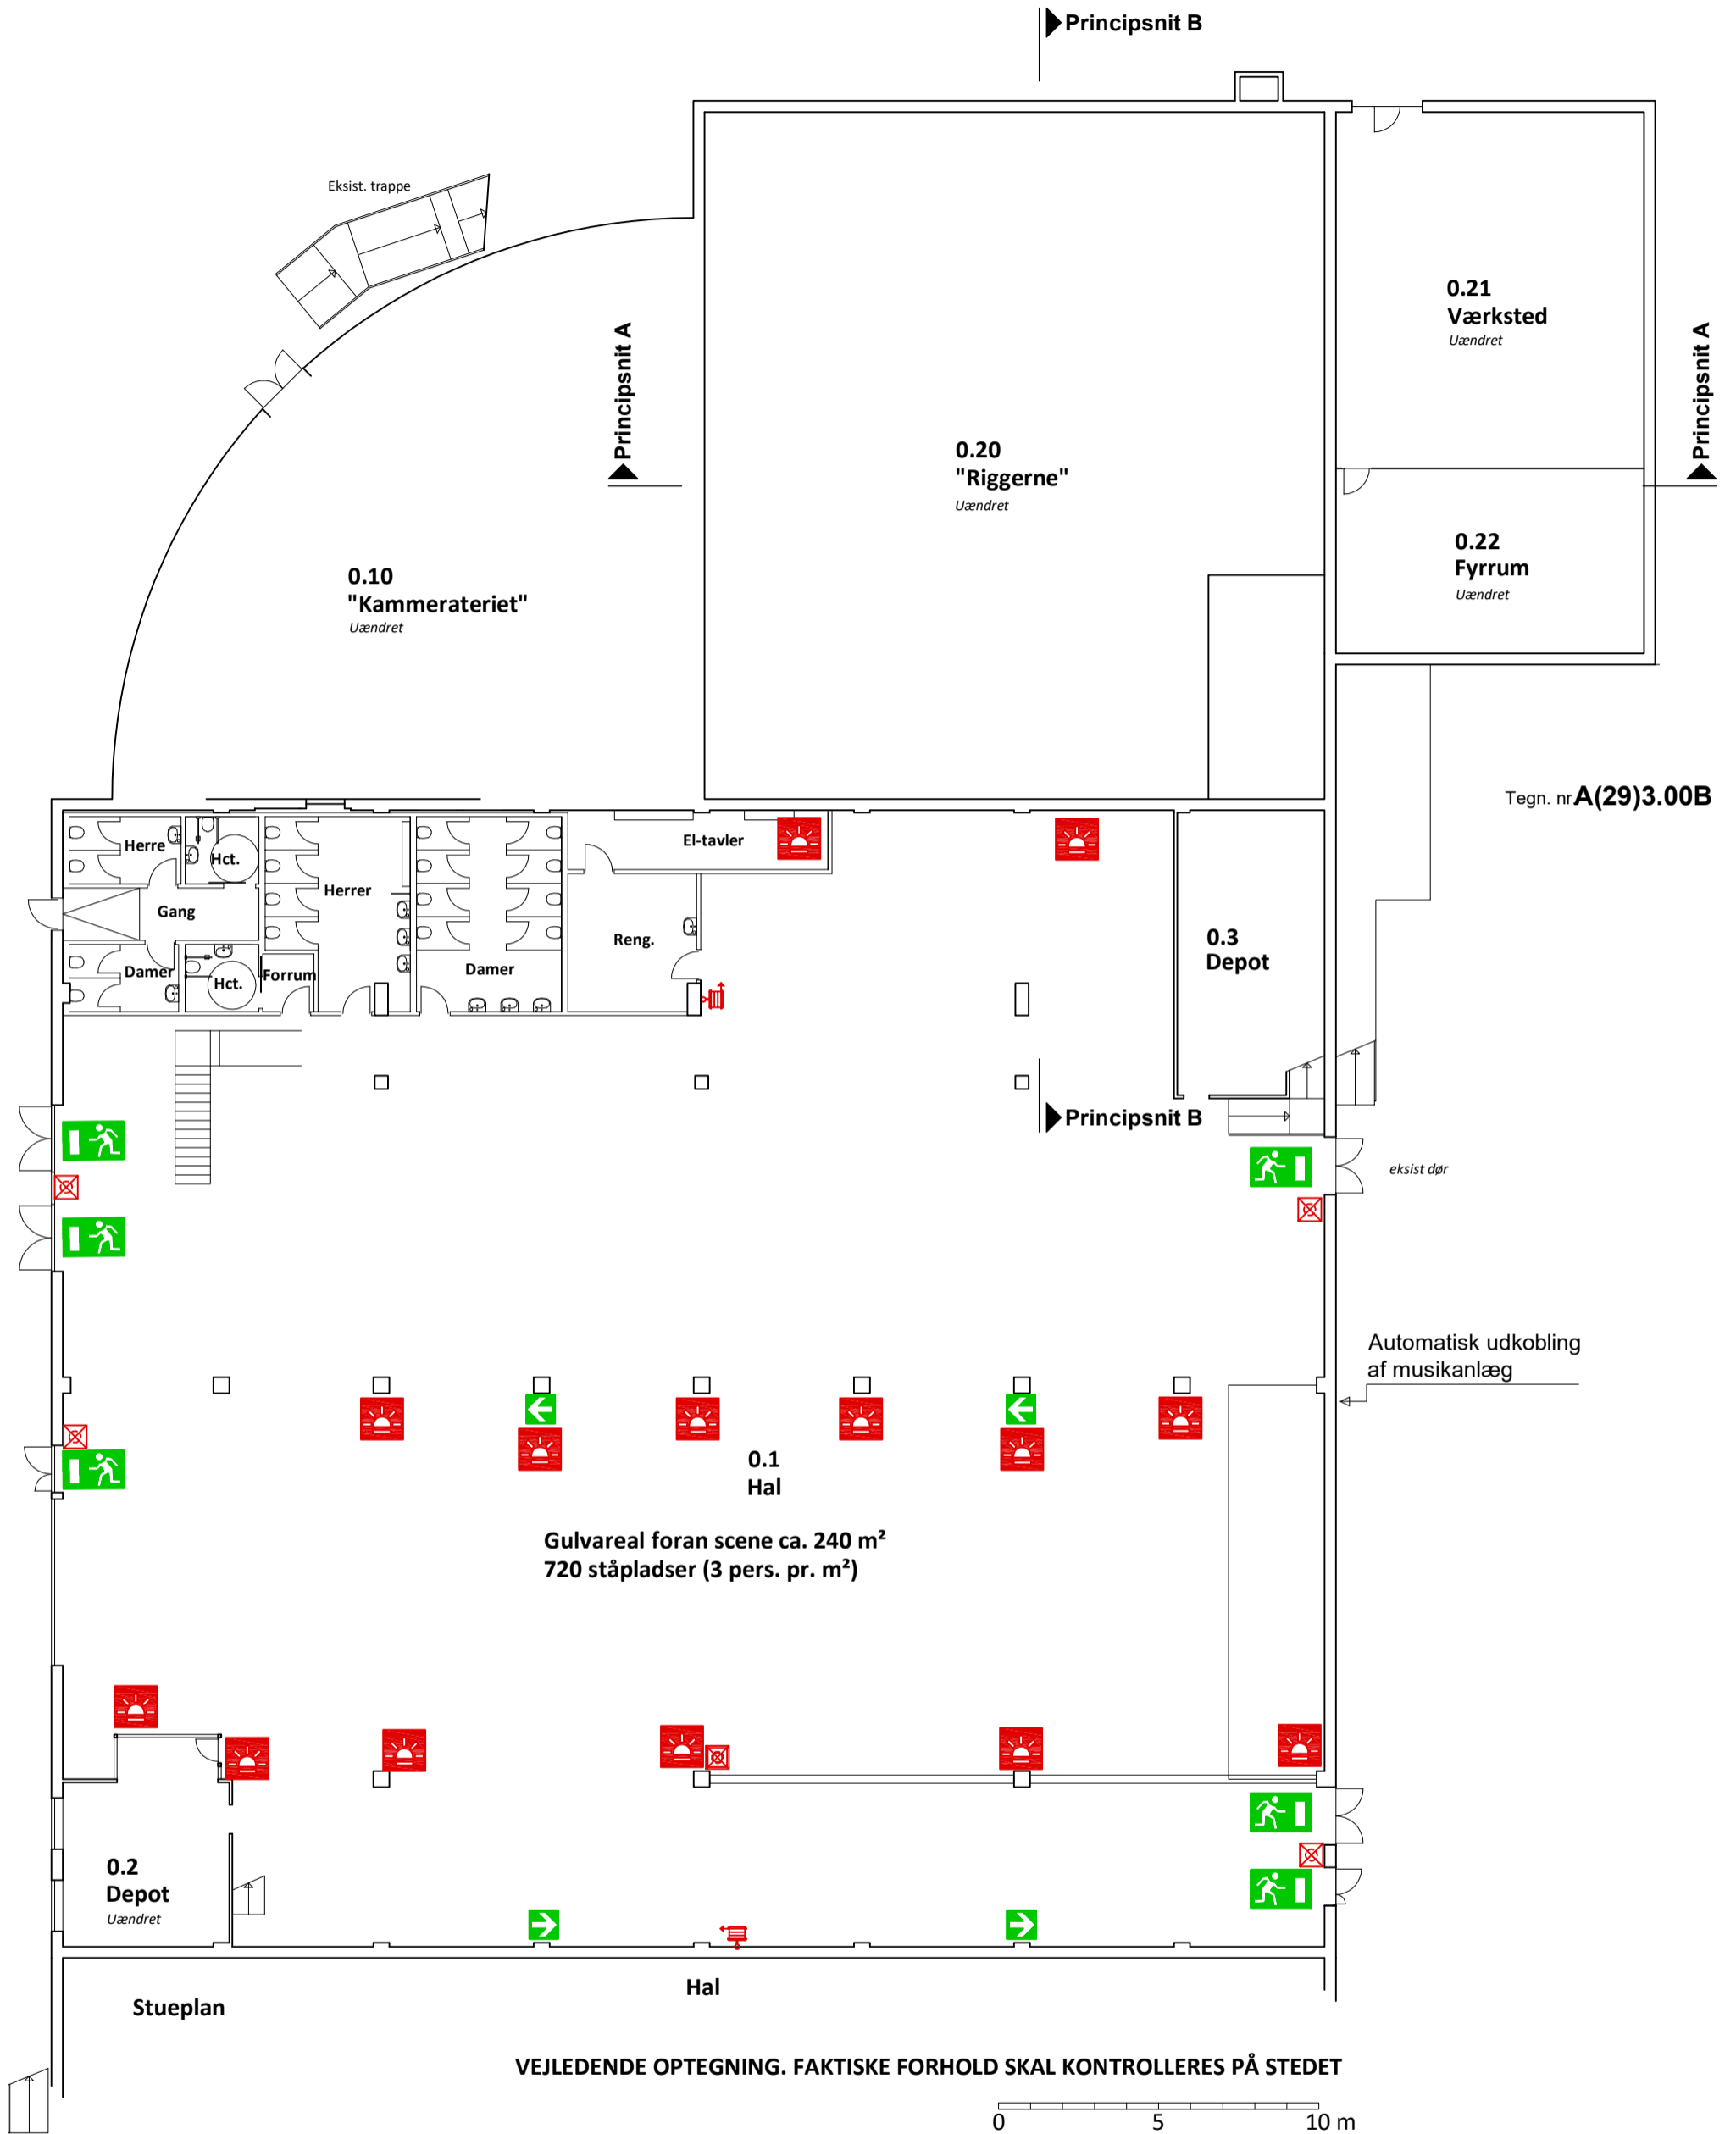 Principsnit B
Eksist. trappe
0.21
Værksted
Uændret
Principsnit A
Principsnit A
0.20
"Riggerne"
Uændret
0.22
Fyrrum
Uændret
0.10
"Kammerateriet"
Uændret
Tegn. nr A(29)3.00B
Herre
Hct.
El-tavler
Herrer
Gang
Reng.
0.3
Depot
Damer
Hct.
Forrum
Damer
Principsnit B
eksist dør
Automatisk udkobling
af musikanlæg
0.1
Hal
Gulvareal foran scene ca. 240 m²
720 ståpladser (3 pers. pr. m²)
0.2
Depot
Uændret
Hal
Stueplan
VEJLEDENDE OPTEGNING. FAKTISKE FORHOLD SKAL KONTROLLERES PÅ STEDET
0 5 10 m